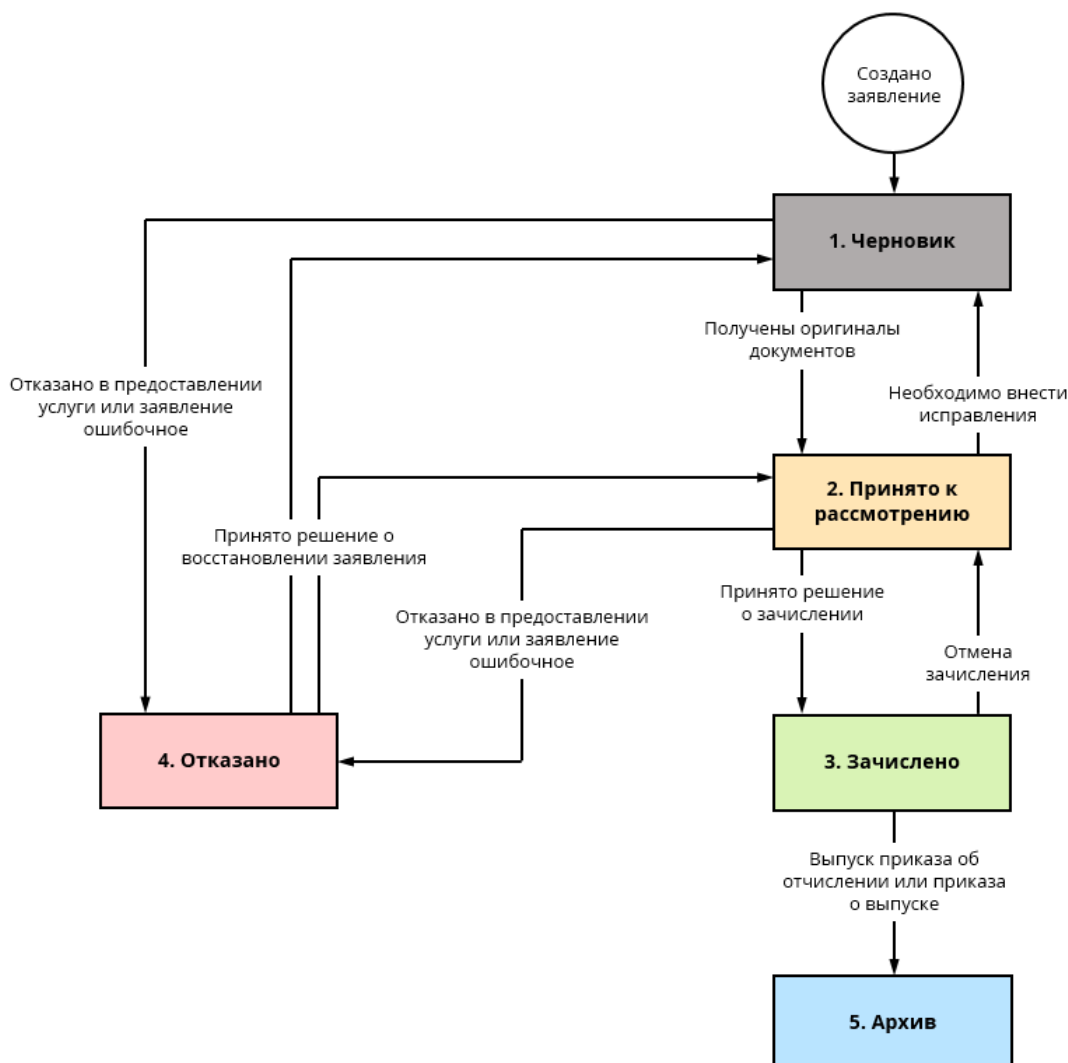 Создано
заявление
1. Черновик
Получены оригиналы
документов
Необходимо внести
исправления
Отказано в предоставлении
услуги или заявление
ошибочное
2. Принято к
рассмотрению
Принято решение о
восстановлении заявления
Отказано в предоставлении
услуги или заявление
ошибочное
Принято решение
о зачислении
Отмена
зачисления
4. Отказано
3. Зачислено
Выпуск приказа об
отчислении или приказа
о выпуске
5. Архив